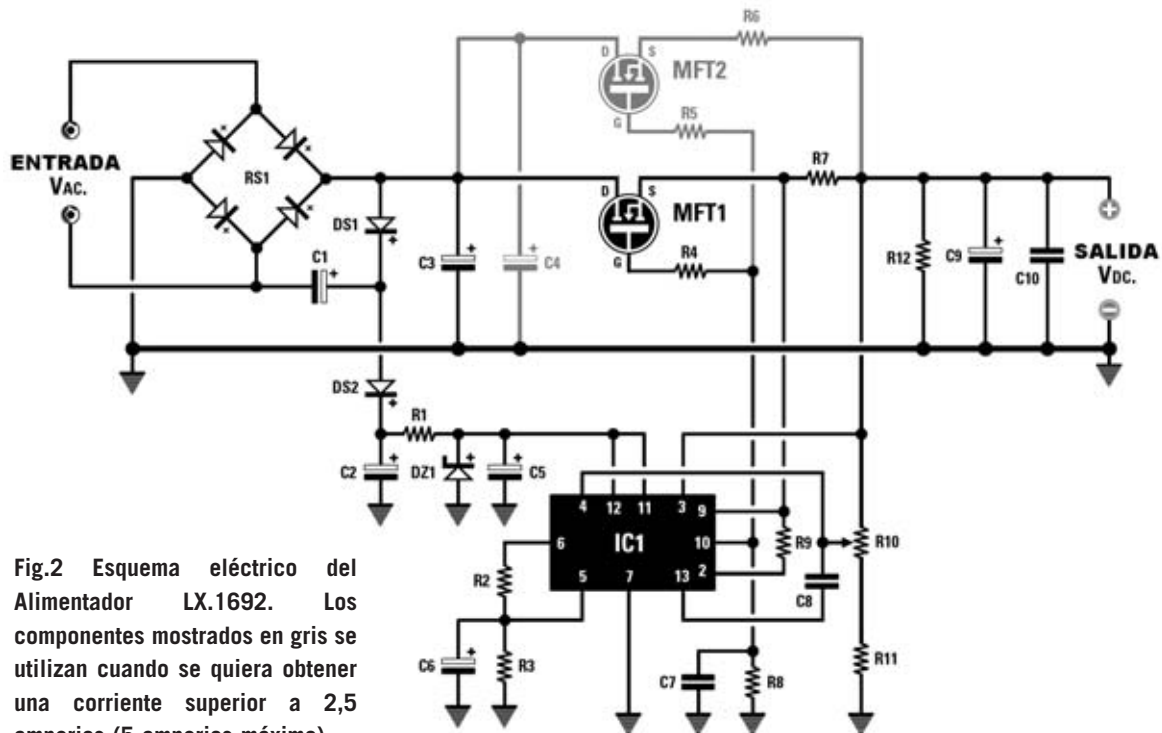 R6
D
S
MFT2
G
R5
ENTRADA
VAC.
RS1
DS1
D
S
R7
MFT1
G
R4
C1
C3
C4
R12
C9
C10
SALIDA
VDC.
DS2
R1
C2
DZ1
C5
4 12 11 3 9
6 IC1 10
5 7 13 2
R9
R10
C8
R2
C6
R3
C7
R8
R11
Fig.2 Esquema eléctrico del
Alimentador LX.1692. Los
componentes mostrados en gris se
utilizan cuando se quiera obtener
una corriente superior a 2,5
amperios (5 amperios máximo)